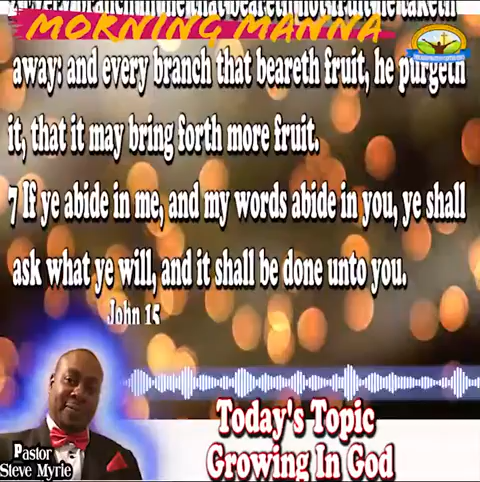 MORNING MANNA
away: and every branch that beareth fruit, he purgeth
it, that it may bring forth more fruit.
7 If ye abide in me, and my words abide in you, ye shall
ask what ye will, and it shall be done unto you.
John 15
Today's Topic
Growing In God
Pastor
Steve Myrie